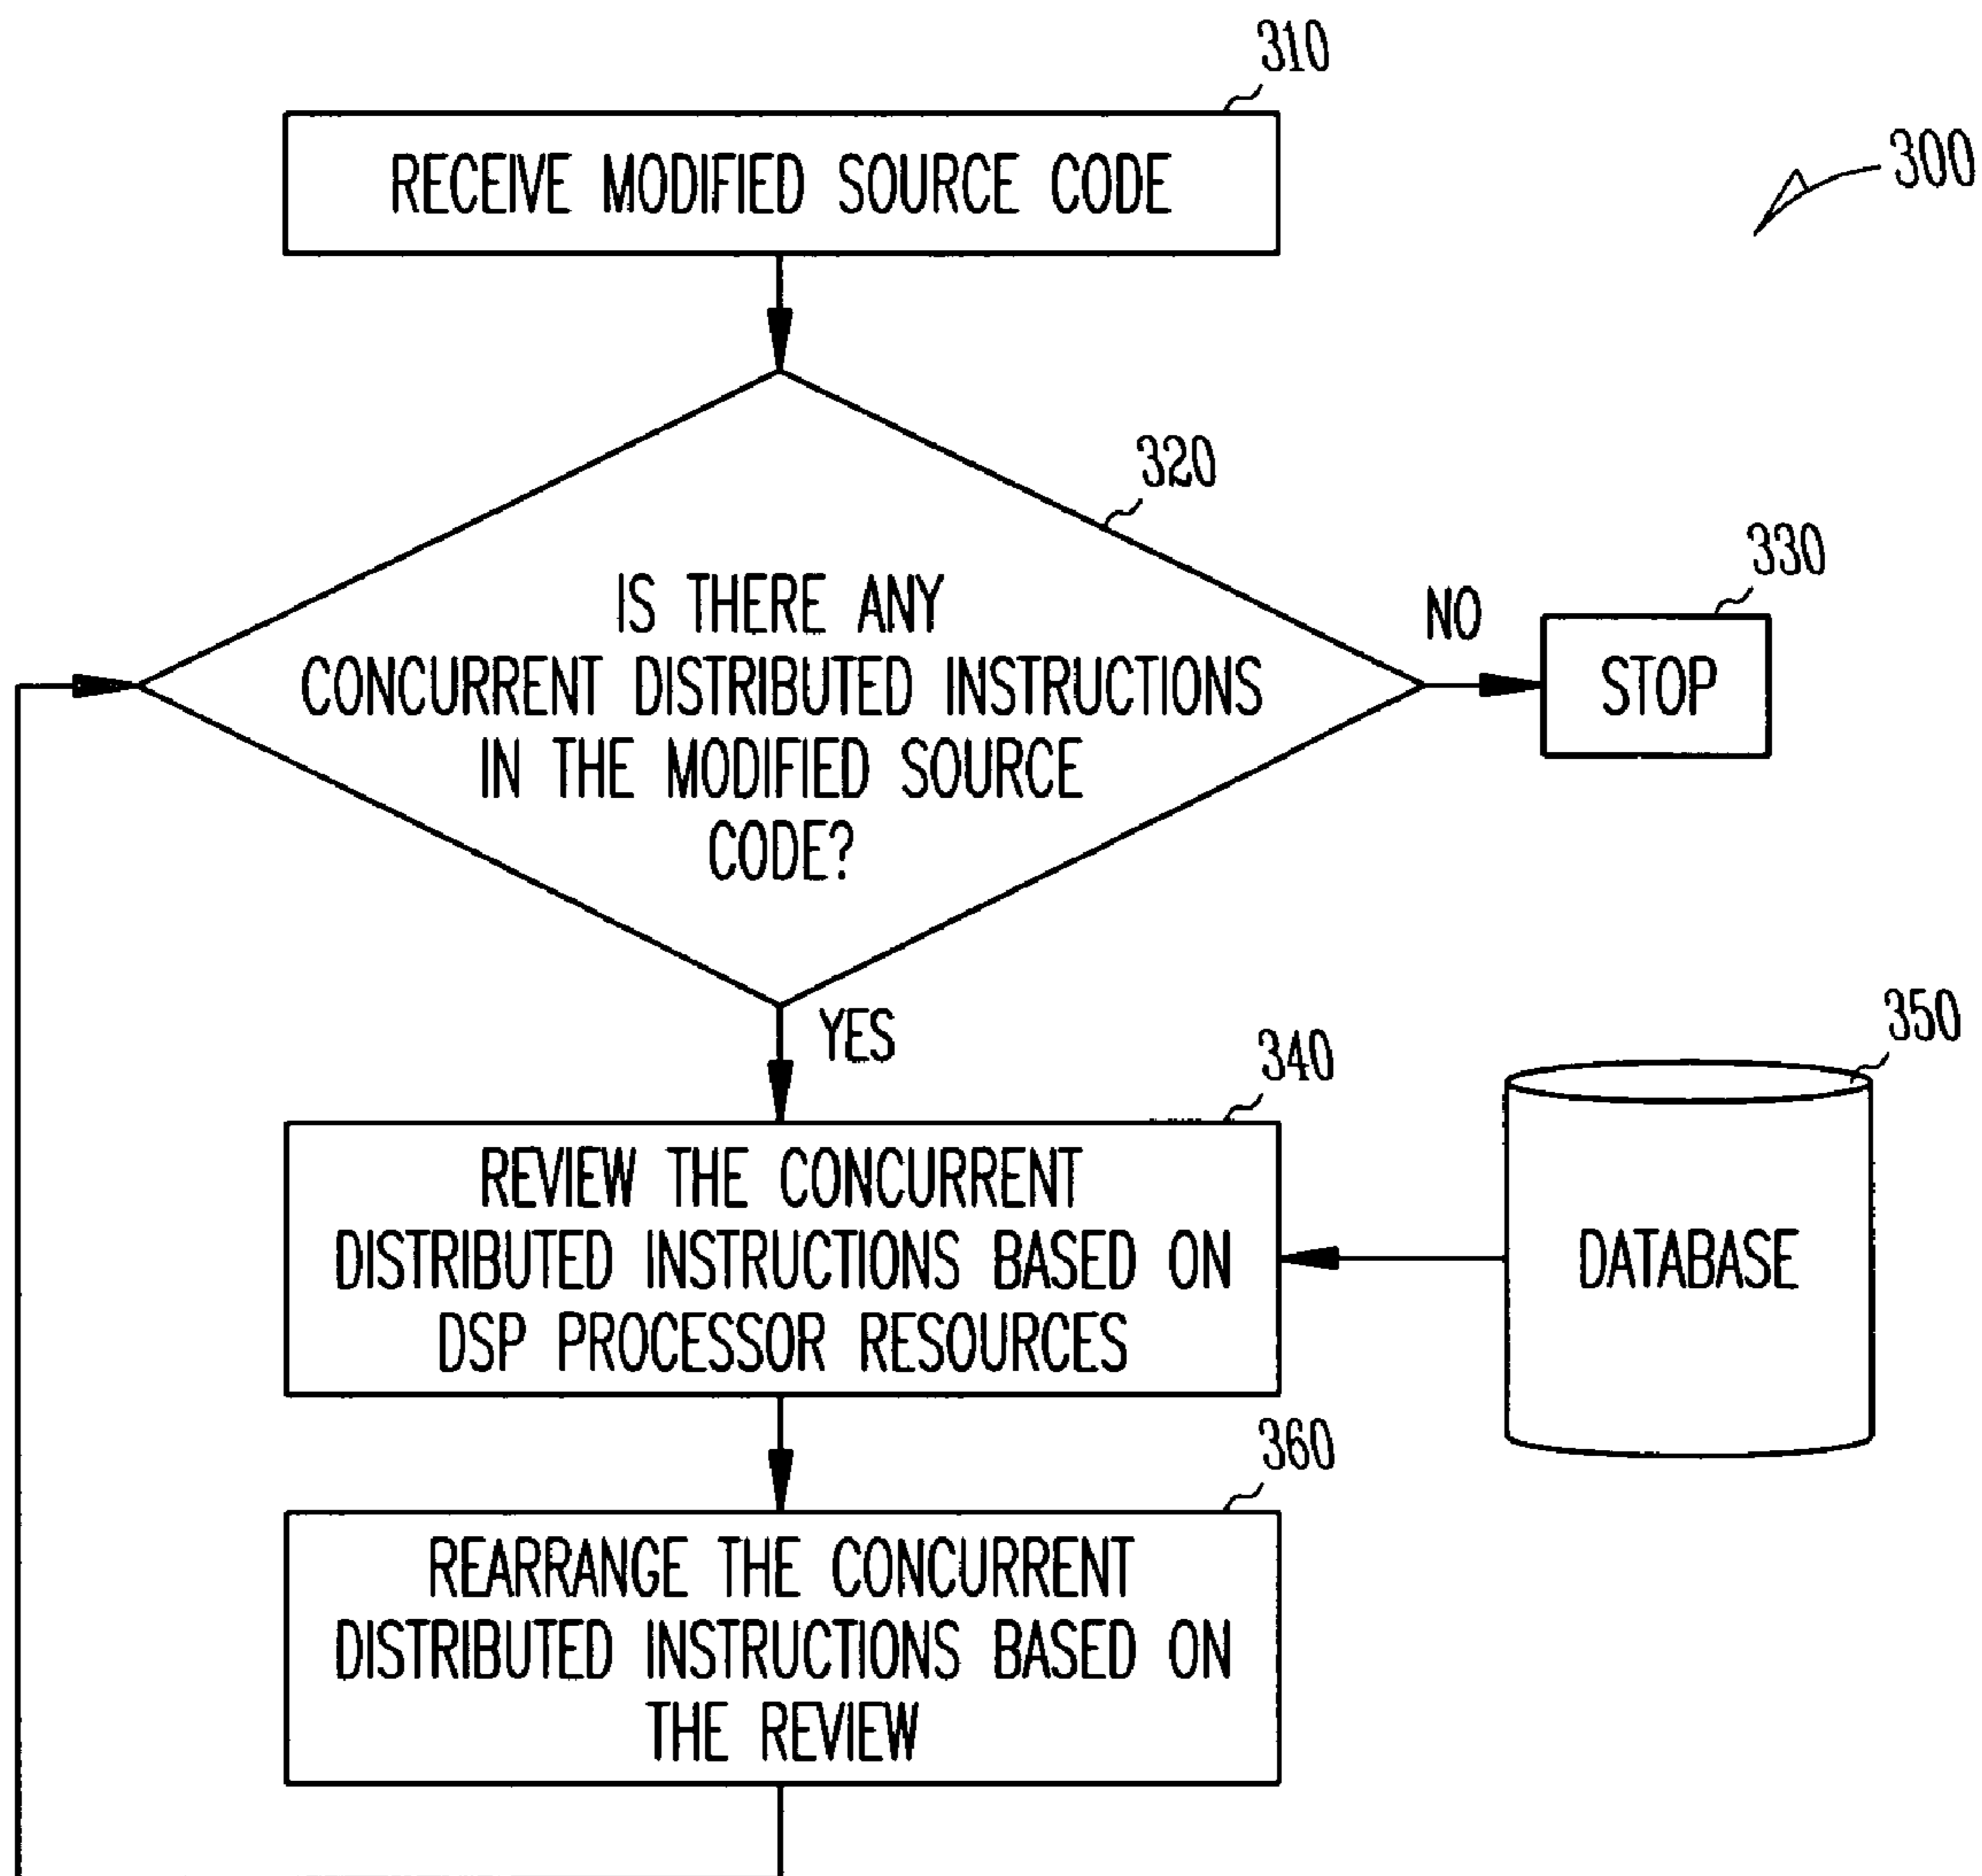 310
RECEIVE MODIFIED SOURCE CODE
300
320
IS THERE ANY
CONCURRENT DISTRIBUTED INSTRUCTIONS
IN THE MODIFIED SOURCE
CODE?
NO
330
STOP
YES
340
REVIEW THE CONCURRENT
DISTRIBUTED INSTRUCTIONS BASED ON
DSP PROCESSOR RESOURCES
350
DATABASE
360
REARRANGE THE CONCURRENT
DISTRIBUTED INSTRUCTIONS BASED ON
THE REVIEW